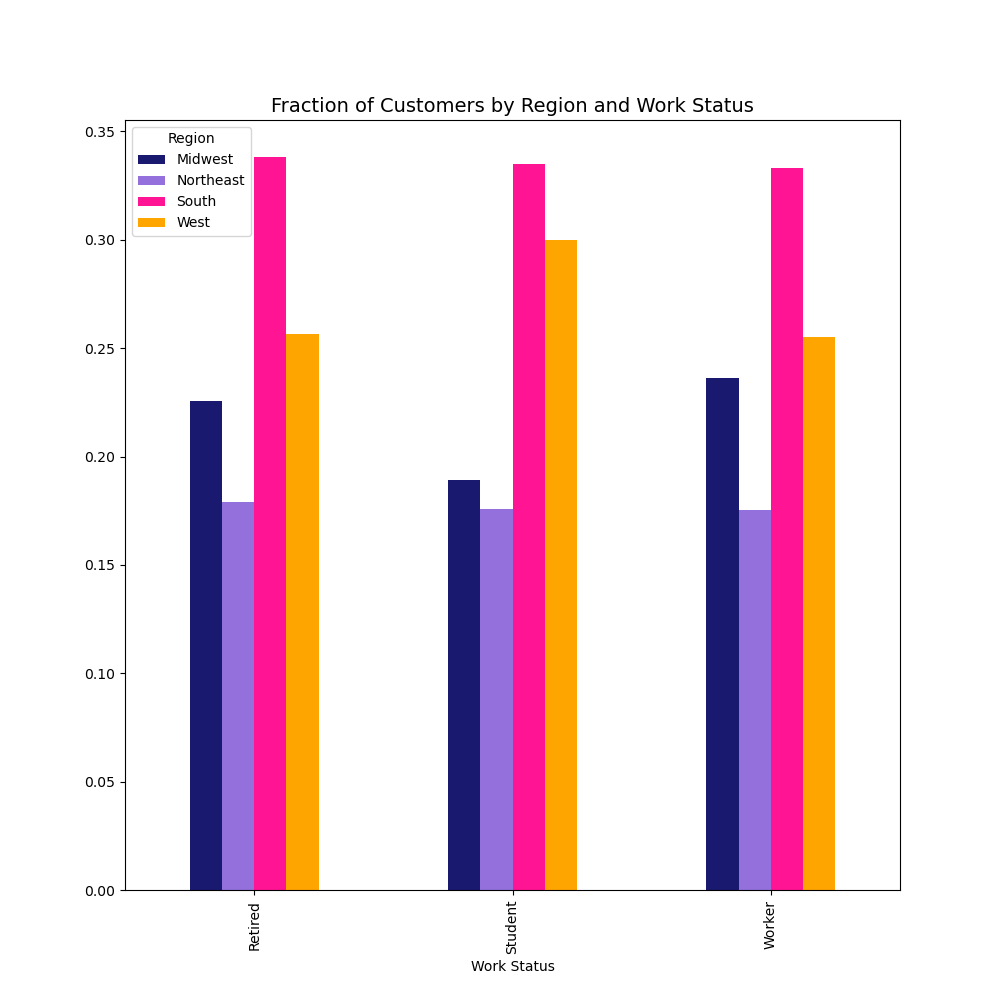 Fraction of Customers by Region and Work Status
Region
Midwest
Northeast
South
West
0.35
0.30
0.25
0.20
0.15
0.10
0.05
0.00
Retired
Student
Worker
Work Status